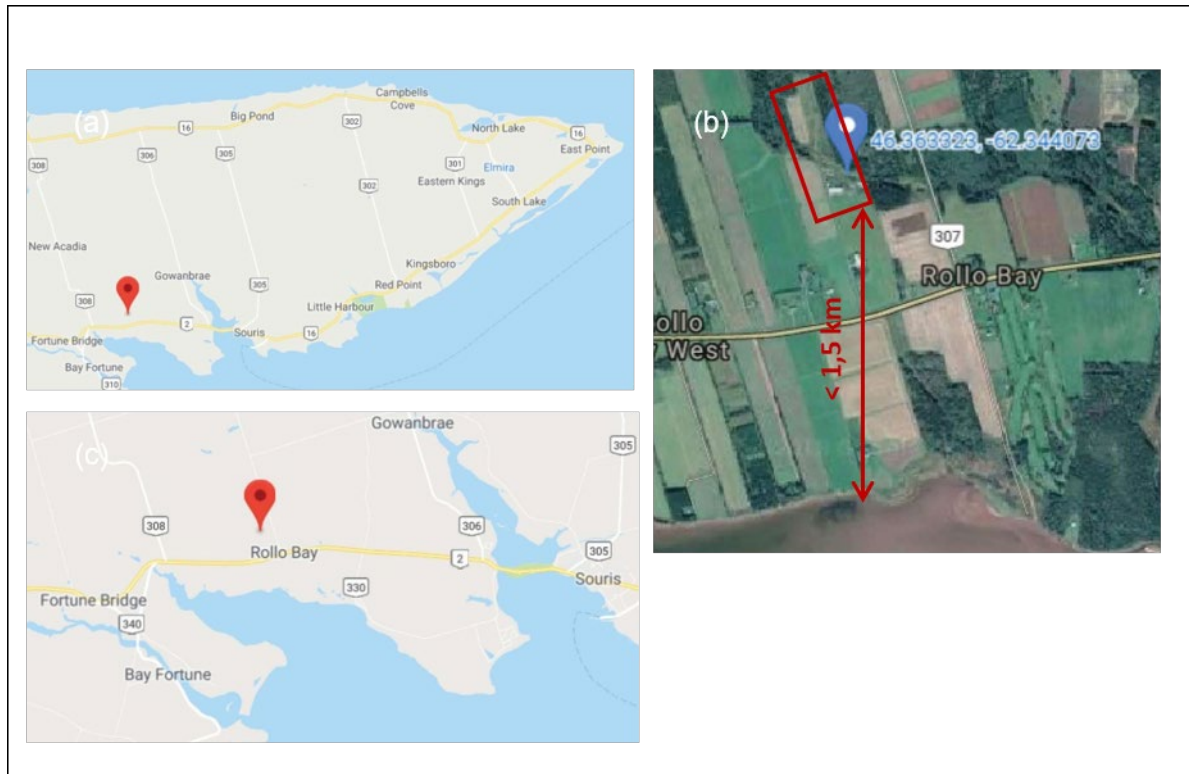 (a)
Campbells
Cove
Big Pond
16
302
306
305
North Lake
16
East Point
308
301
Elmira
302
Eastern Kings
South Lake
New Acadia
Kingsboro
Gowanbrae
305
Red Point
308
Little Harbour
2
Souris
16
Fortune Bridge
Bay Fortune
310
(b)
46.363323, -62.344073
307
Rollo Bay
ollo
West
< 1,5 km
(c)
Gowanbrae
305
308
306
Rollo Bay
2
305
Souris
330
Fortune Bridge
340
Bay Fortune